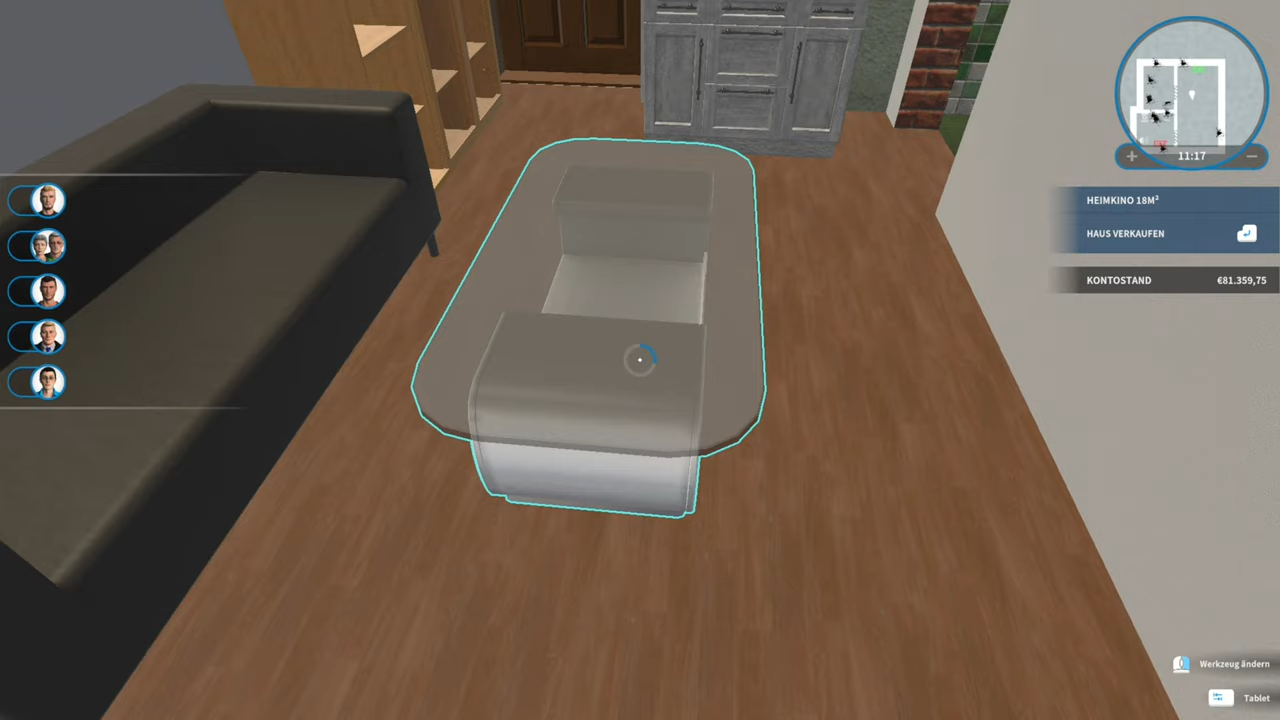 11:17
HEIMKINO 18M²
HAUS VERKAUFEN
KONTOSTAND €81.359,75
Werkzeug ändern
Tablet